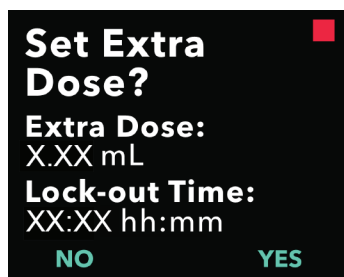 Set Extra
Dose?
Extra Dose:
X.XX mL
Lock-out Time:
XX:XX hh:mm
NO YES